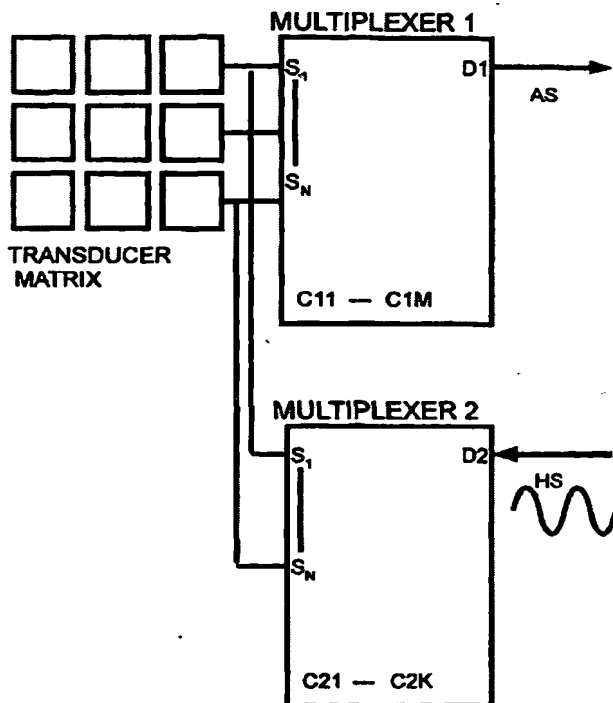 MULTIPLEXER 1
S1 D1
AS
SN
TRANSDUCER
MATRIX
C11 — C1M
MULTIPLEXER 2
S1 D2
HS
SN
C21 — C2K